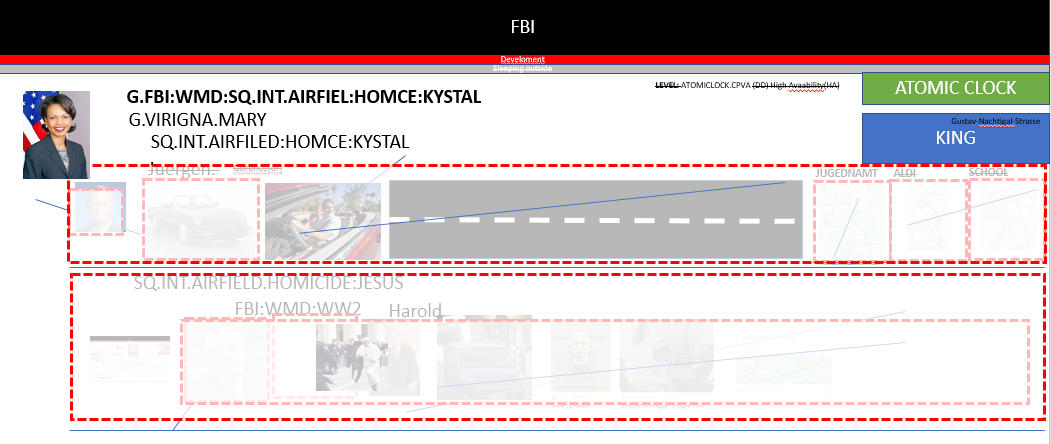 FBI
Develoment
Sleeping outside
LEVEL: ATOMICLOCK.CPVA (DD) High Avaability(HA)
ATOMIC CLOCK
G.FBI:WMD:SQ.INT.AIRFIEL:HOMCE:KYSTAL
G.VIRIGNA.MARY
Gustav-Nachtigal-Strasse
KING
SQ.INT.AIRFILED:HOMCE:KYSTAL
Juergen.
JUGEDNAMT
ALDI
SCHOOL
SQ.INT.AIRFIELD.HOMICIDE:JESUS
FBI:WMD:WW2
Harold